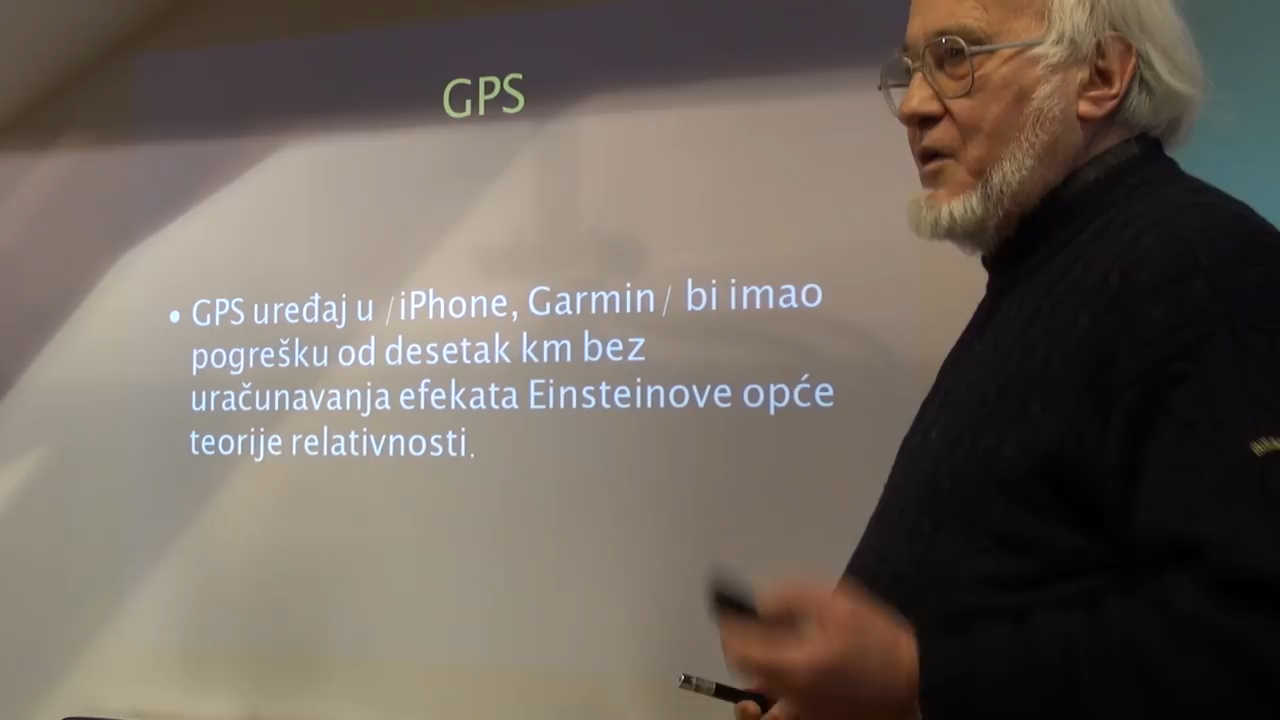 GPS
• GPS uređaj u /iPhone, Garmin/ bi imao
pogrešku od desetak km bez
uračunavanja efekata Einsteinove opće
teorije relativnosti.